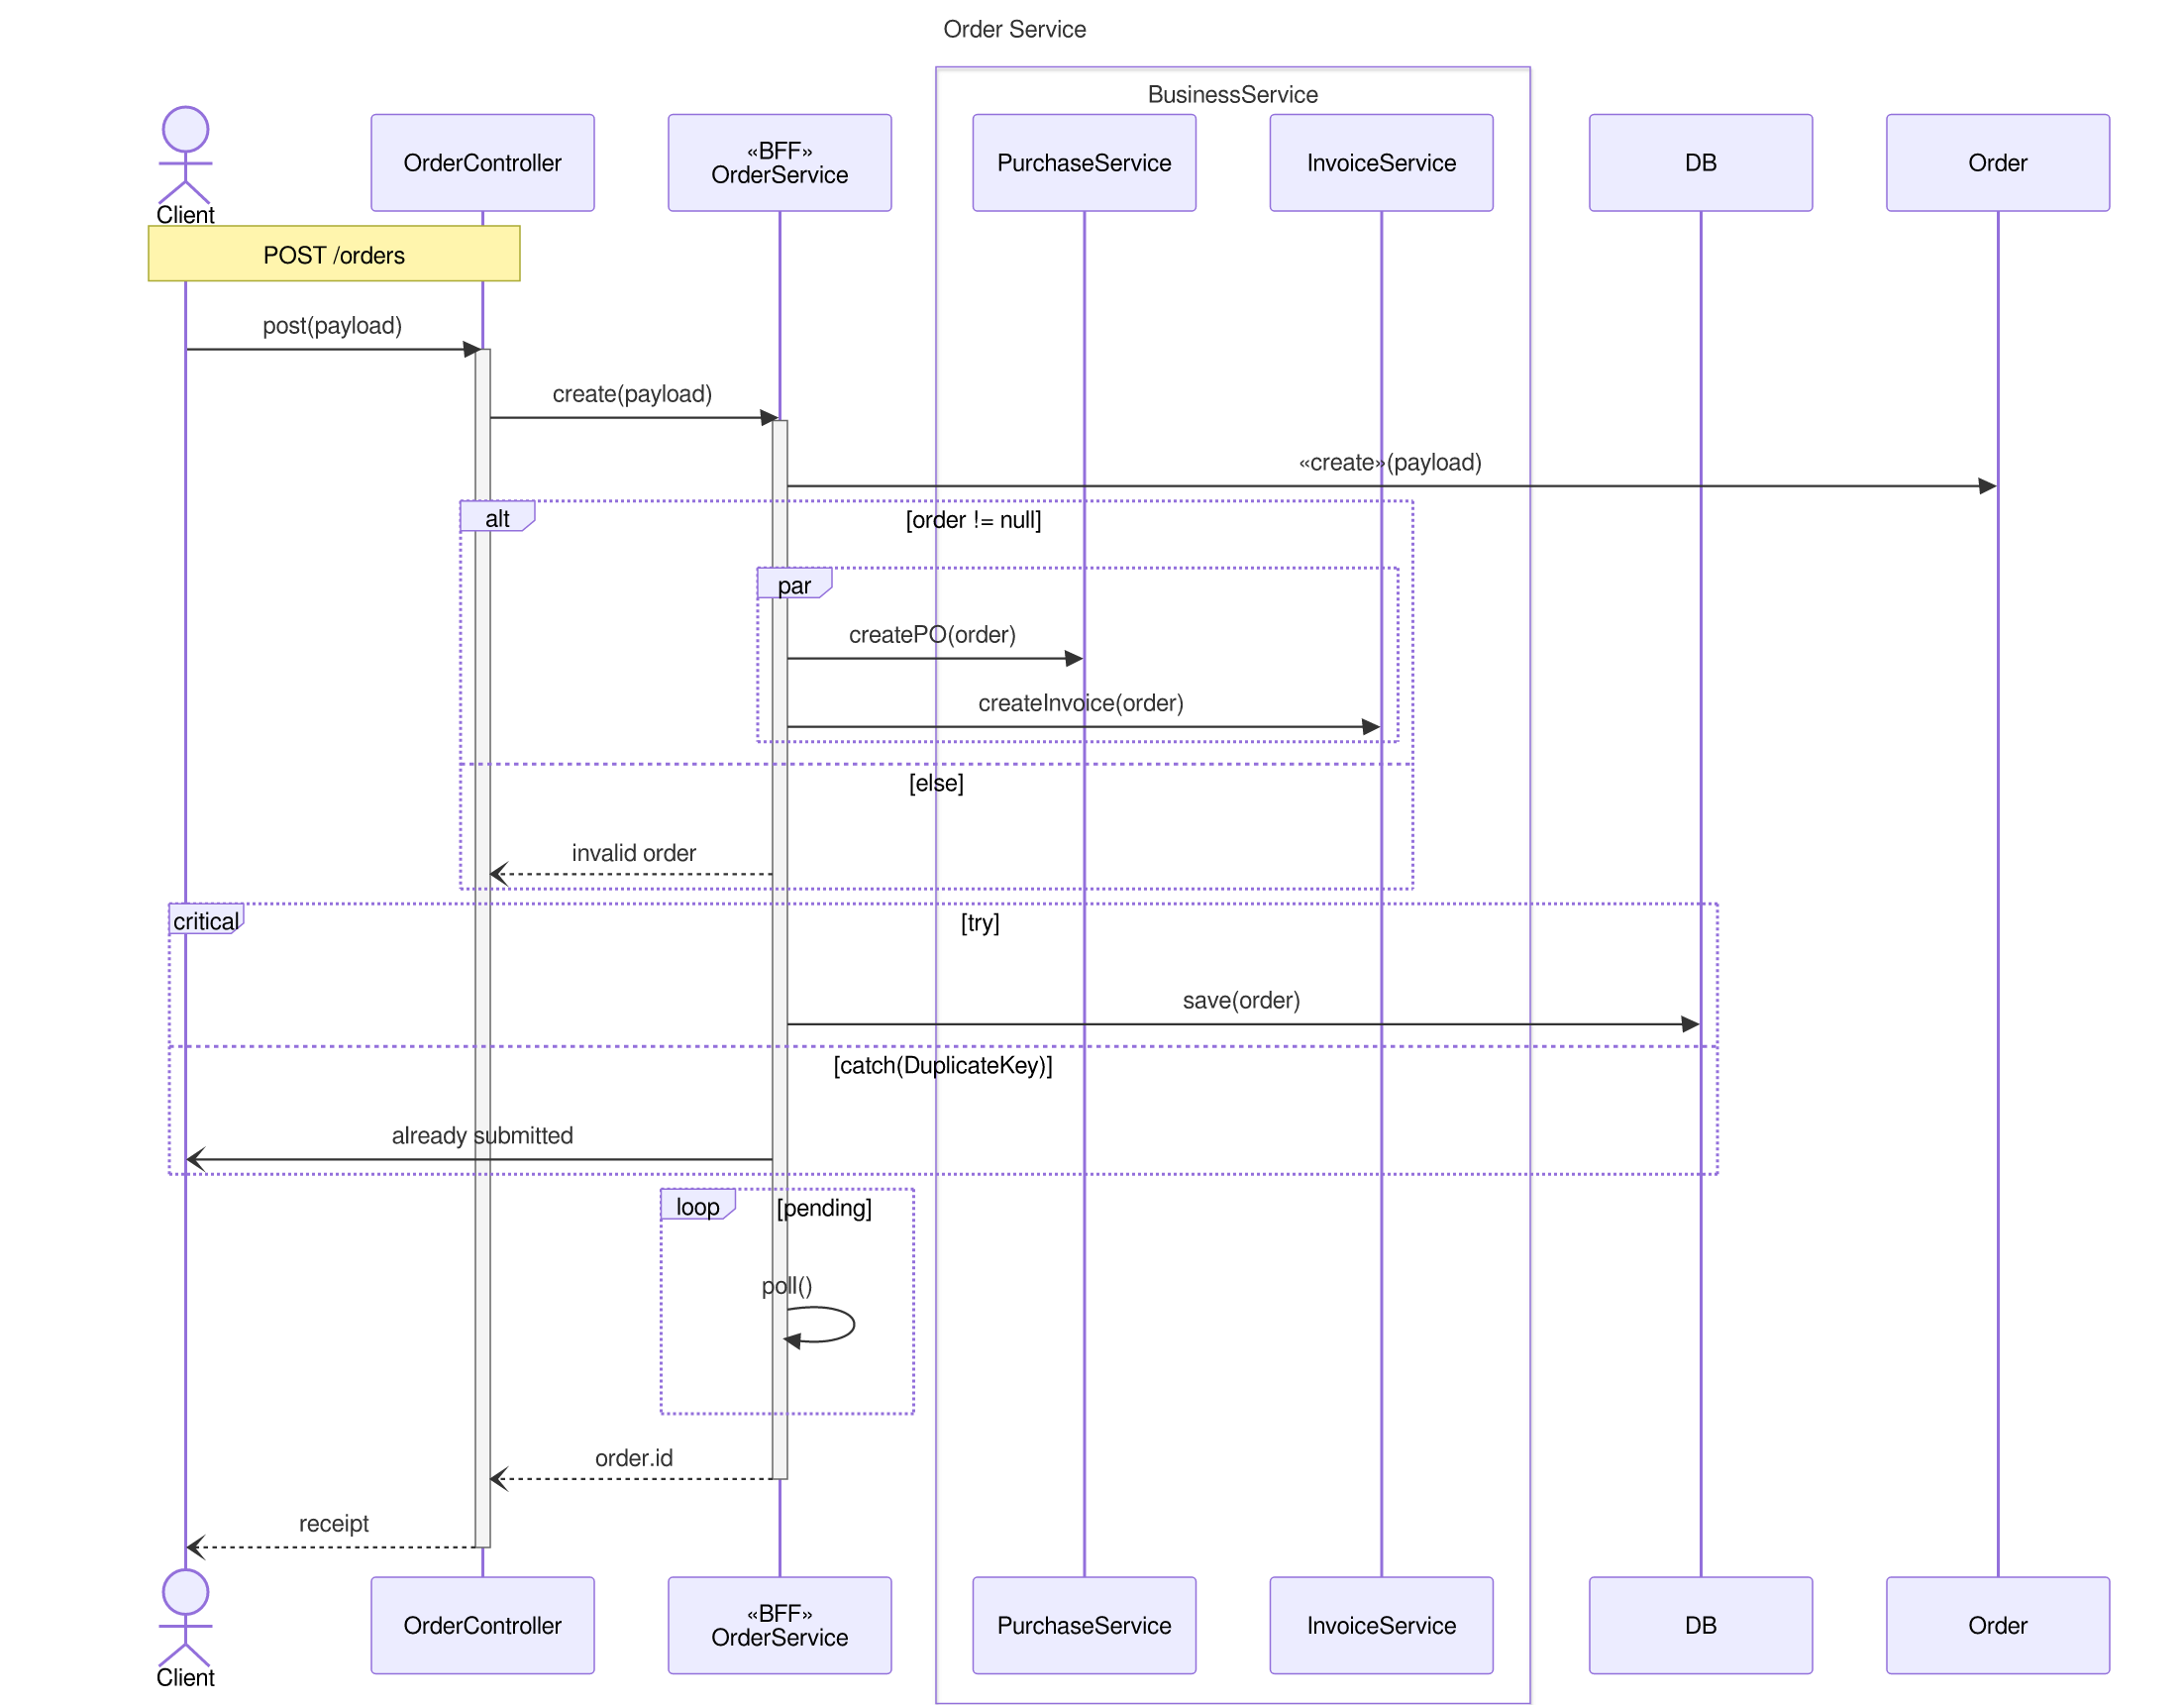 Order Service
BusinessService
Client
OrderController
«BFF»
OrderService
PurchaseService
InvoiceService
DB
Order
POST /orders
post(payload)
create(payload)
«create»(payload)
alt
[order != null]
par
createPO(order)
createInvoice(order)
[else]
invalid order
critical
[try]
save(order)
[catch(DuplicateKey)]
already submitted
loop
[pending]
poll()
order.id
receipt
Client
OrderController
«BFF»
OrderService
PurchaseService
InvoiceService
DB
Order